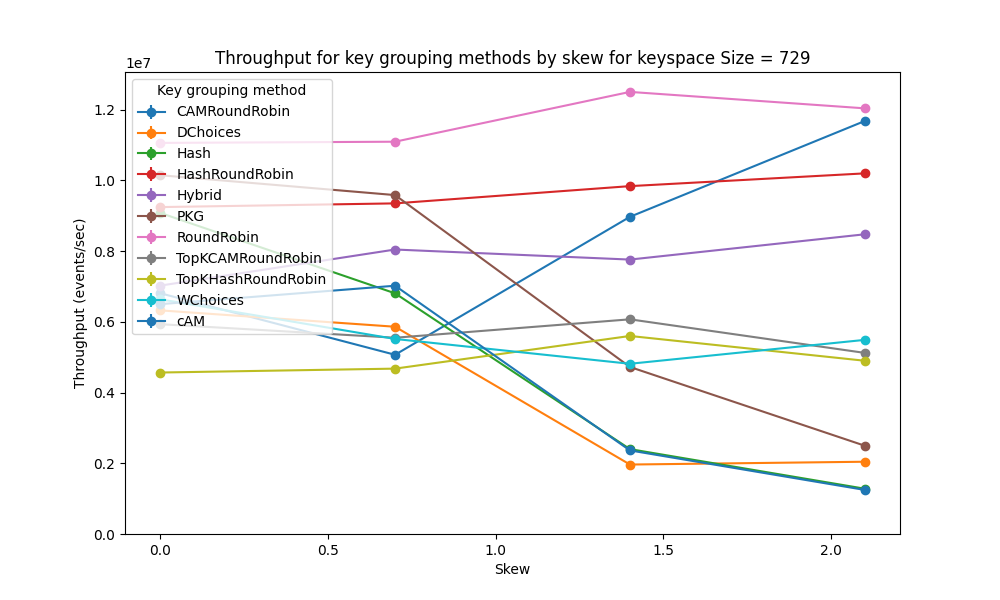 Throughput for key grouping methods by skew for keyspace Size = 729
1e7
Key grouping method
CAMRoundRobin
DChoices
Hash
HashRoundRobin
Hybrid
PKG
RoundRobin
TopKCAMRoundRobin
TopKHashRoundRobin
WChoices
cAM
Throughput (events/sec)
1.2
1.0
0.8
0.6
0.4
0.2
0.0
0.0
0.5
1.0
1.5
2.0
Skew